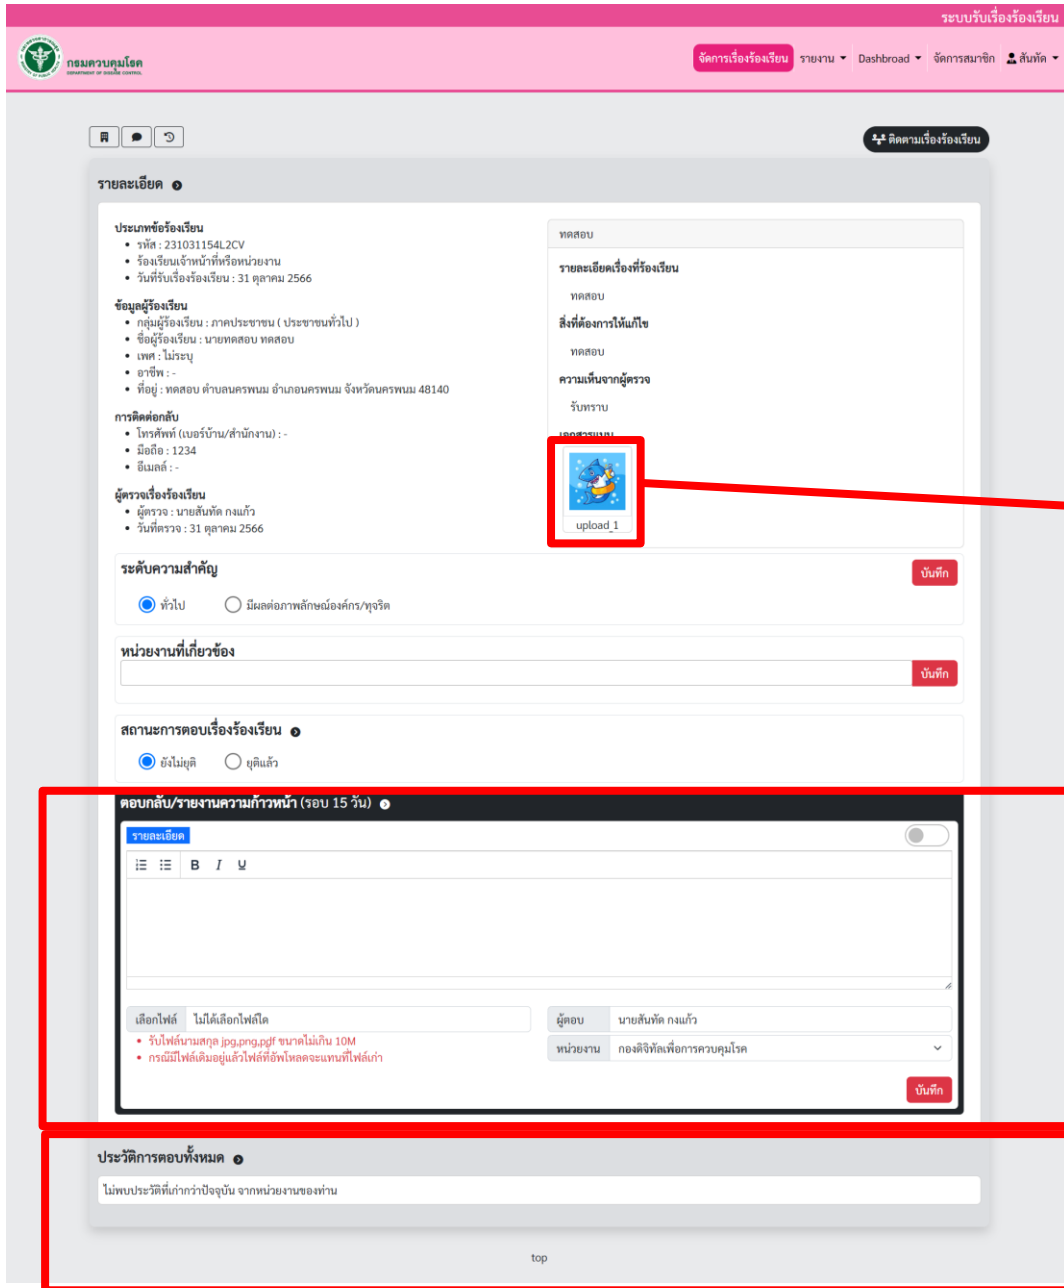 ระบบรับเรื่องร้องเรียน
กรมควบคุมโรค
DEPARTMENT OF DISEASE CONTROL
จัดการเรื่องร้องเรียน รายงาน Dashbroad จัดการสมาชิก สันทัด
ติดตามเรื่องร้องเรียน
รายละเอียด
ประเภทข้อร้องเรียน
• รหัส : 231031154L2CV
• ร้องเรียนเจ้าหน้าที่หรือหน่วยงาน
• วันที่รับเรื่องร้องเรียน : 31 ตุลาคม 2566
ข้อมูลผู้ร้องเรียน
• กลุ่มผู้ร้องเรียน : ภาคประชาชน ( ประชาชนทั่วไป )
• ชื่อผู้ร้องเรียน : นายทดสอบ ทดสอบ
• เพศ : ไม่ระบุ
• อาชีพ : -
• ที่อยู่ : ทดสอบ ตำบลนครพนม อำเภอนครพนม จังหวัดนครพนม 48140
การติดต่อกลับ
• โทรศัพท์ (เบอร์บ้าน/สำนักงาน) : -
• มือถือ : 1234
• อีเมลล์ : -
ผู้ตรวจเรื่องร้องเรียน
• ผู้ตรวจ : นายสันทัด กงแก้ว
• วันที่ตรวจ : 31 ตุลาคม 2566
ทดสอบ
รายละเอียดเรื่องที่ร้องเรียน
ทดสอบ
สิ่งที่ต้องการให้แก้ไข
ทดสอบ
ความเห็นจากผู้ตรวจ
รับทราบ
เอกสารแนบ
upload_1
ระดับความสำคัญ
บันทึก
ทั่วไป มีผลต่อภาพลักษณ์องค์กร/ทุจริต
หน่วยงานที่เกี่ยวข้อง
บันทึก
สถานะการตอบเรื่องร้องเรียน
ยังไม่ยุติ ยุติแล้ว
ตอบกลับ/รายงานความก้าวหน้า (รอบ 15 วัน)
รายละเอียด
B I U
เลือกไฟล์ ไม่ได้เลือกไฟล์ใด
• รับไฟล์นามสกุล jpg,png,pdf ขนาดไม่เกิน 10M
• กรณีมีไฟล์เดิมอยู่แล้วไฟล์ที่อัพโหลดจะแทนที่ไฟล์เก่า
ผู้ตอบ นายสันทัด กงแก้ว
หน่วยงาน กองดิจิทัลเพื่อการควบคุมโรค
บันทึก
ประวัติการตอบทั้งหมด
ไม่พบประวัติที่เก่ากว่าปัจจุบัน จากหน่วยงานของท่าน
top